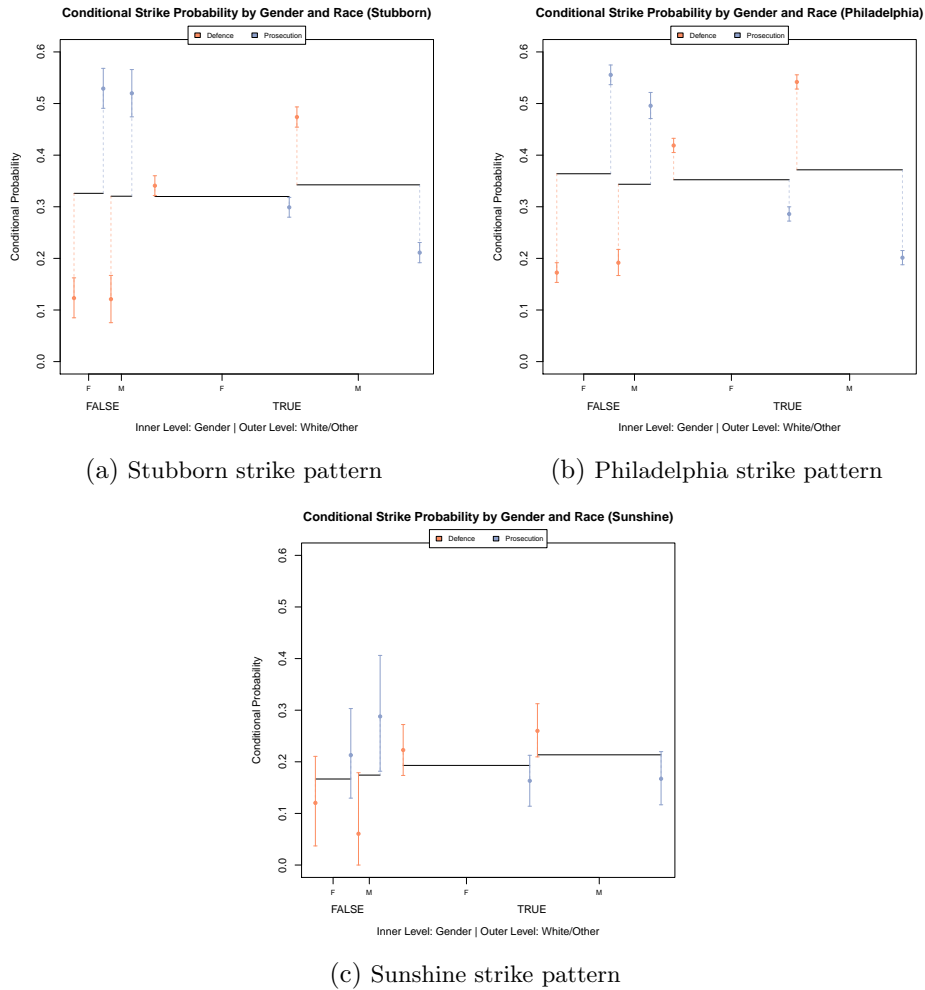 Conditional Strike Probability by Gender and Race (Stubborn)
Defence Prosecution
Conditional Probability
0.0 0.1 0.2 0.3 0.4 0.5 0.6
F M F M
FALSE TRUE
Inner Level: Gender | Outer Level: White/Other
(a) Stubborn strike pattern
Conditional Strike Probability by Gender and Race (Philadelphia)
Defence Prosecution
Conditional Probability
0.0 0.1 0.2 0.3 0.4 0.5 0.6
F M F M
FALSE TRUE
Inner Level: Gender | Outer Level: White/Other
(b) Philadelphia strike pattern
Conditional Strike Probability by Gender and Race (Sunshine)
Defence Prosecution
Conditional Probability
0.0 0.1 0.2 0.3 0.4 0.5 0.6
F M F M
FALSE TRUE
Inner Level: Gender | Outer Level: White/Other
(c) Sunshine strike pattern